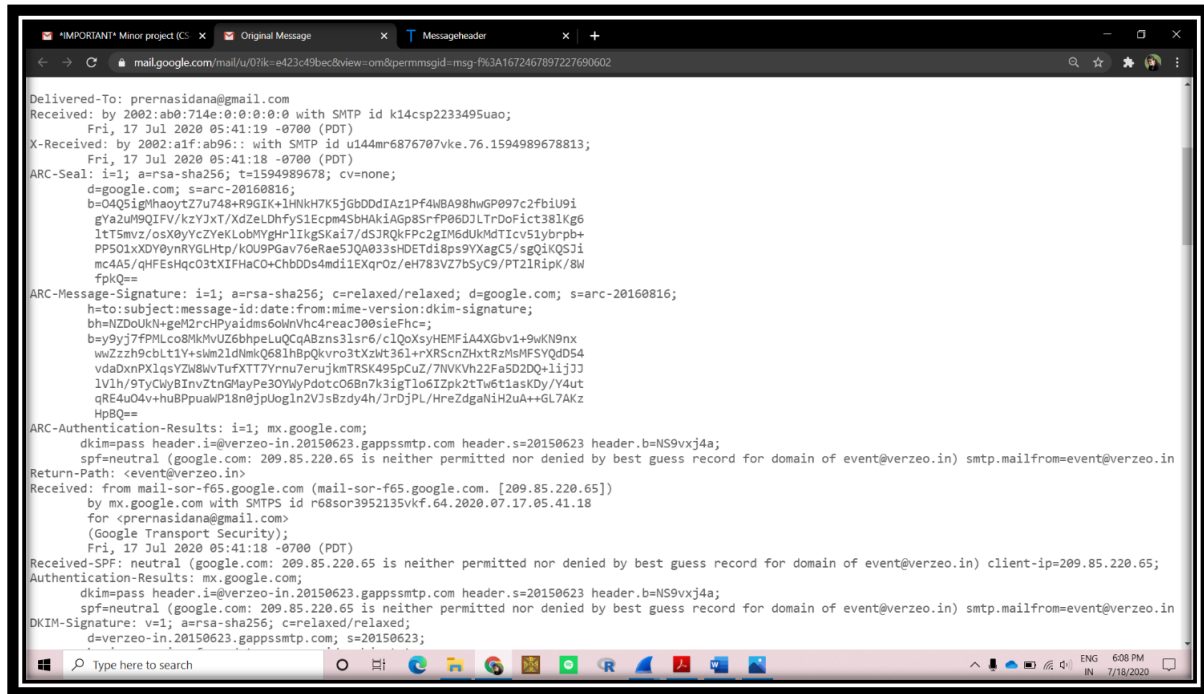 *IMPORTANT* Minor project (CS
Original Message
Messageheader
mail.google.com/mail/u/0?ik=e423c49bec&view=om&permmsgid=msg-f%3A1672467897227690602
Delivered-To: prernasidana@gmail.com
Received: by 2002:ab0:714e:0:0:0:0:0 with SMTP id k14csp2233495uao;
Fri, 17 Jul 2020 05:41:19 -0700 (PDT)
X-Received: by 2002:a1f:ab96:: with SMTP id u144mr6876707vke.76.1594989678813;
Fri, 17 Jul 2020 05:41:18 -0700 (PDT)
ARC-Seal: i=1; a=rsa-sha256; t=1594989678; cv=none;
d=google.com; s=arc-20160816;
b=O4Q5igMhaoytZ7u748+R9GIK+lHNkH7K5jGbDDdIAz1Pf4WBA98hwGP097c2fbiU9i
gYa2uM9QIFV/kzYJxT/XdZeLDhfyS1Ecpm4SbHAkiAGp8SrfP06DJLTrDoFict38lKg6
ltT5mvz/osX0yYcZYeKLobMYgHrlIkgSKai7/dSJRQkFPc2gIM6dUkMdTIcv51ybrpb+
PP5O1xXDY0ynRYGLHtp/kOU9PGav76eRae5JQA033sHDETdi8ps9YXagC5/sgQiKQSJi
mc4A5/qHFEsHqcO3tXIFHaCO+ChbDDs4mdi1EXqrOz/eH783VZ7bSyC9/PT2lRipK/8W
fpkQ==
ARC-Message-Signature: i=1; a=rsa-sha256; c=relaxed/relaxed; d=google.com; s=arc-20160816;
h=to:subject:message-id:date:from:mime-version:dkim-signature;
bh=NZDoUkN+geM2rcHPyaidms6oWnVhc4reacJ00sieFhc=;
b=y9yj7fPMLco8MkMvUZ6bhpeLuQCqABzns3lsr6/clQoXsyHEMFiA4XGbv1+9wKN9nx
wwZzzh9cbLt1Y+sWm2ldNmkQ68lhBpQkvro3tXzWt36l+rXRScnZHxtRzMsMFSYQdD54
vdaDxnPXlqsYZW8WvTufXTT7Yrnu7erujkmTRSK495pCuZ/7NVKVh22Fa5D2DQ+lijJJ
lVlh/9TyCWyBInvZtnGMayPe3OYWyPdotcO6Bn7k3igTlo6IZpk2tTw6t1asKDy/Y4ut
qRE4uO4v+huBPpuaWP18n0jpUogln2VJsBzdy4h/JrDjPL/HreZdgaNiH2uA++GL7AKz
HpBQ==
ARC-Authentication-Results: i=1; mx.google.com;
dkim=pass header.i=@verzeo-in.20150623.gappssmtp.com header.s=20150623 header.b=NS9vxj4a;
spf=neutral (google.com: 209.85.220.65 is neither permitted nor denied by best guess record for domain of event@verzeo.in) smtp.mailfrom=event@verzeo.in
Return-Path: <event@verzeo.in>
Received: from mail-sor-f65.google.com (mail-sor-f65.google.com. [209.85.220.65])
by mx.google.com with SMTPS id r68sor3952135vkf.64.2020.07.17.05.41.18
for <prernasidana@gmail.com>
(Google Transport Security);
Fri, 17 Jul 2020 05:41:18 -0700 (PDT)
Received-SPF: neutral (google.com: 209.85.220.65 is neither permitted nor denied by best guess record for domain of event@verzeo.in) client-ip=209.85.220.65;
Authentication-Results: mx.google.com;
dkim=pass header.i=@verzeo-in.20150623.gappssmtp.com header.s=20150623 header.b=NS9vxj4a;
spf=neutral (google.com: 209.85.220.65 is neither permitted nor denied by best guess record for domain of event@verzeo.in) smtp.mailfrom=event@verzeo.in
DKIM-Signature: v=1; a=rsa-sha256; c=relaxed/relaxed;
d=verzeo-in.20150623.gappssmtp.com; s=20150623;
Type here to search
ENG 6:08 PM
IN 7/18/2020